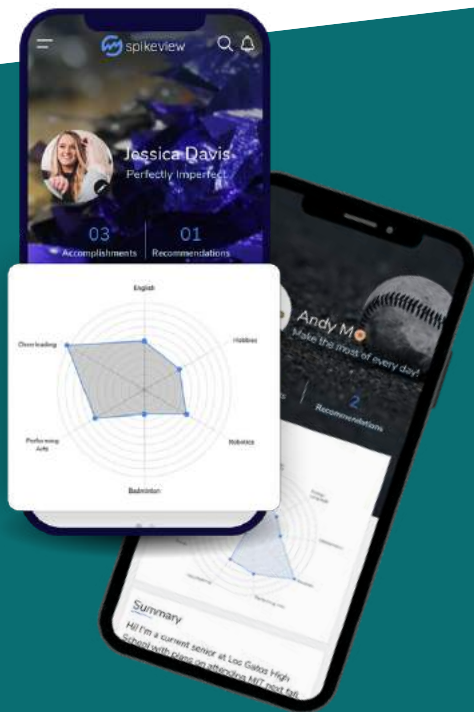 spikeview
Jessica Davis
Perfectly Imperfect
03
Accomplishments
01
Recommendations
English
Hobbies
Robotics
Badminton
Performing
Arts
Cheerleading
Andy M
Make the most of every day!
2
Recommendations
Performing Arts
Summary
Hi! I'm a current senior at Los Gatos High
School with plans on attending MIT next fall